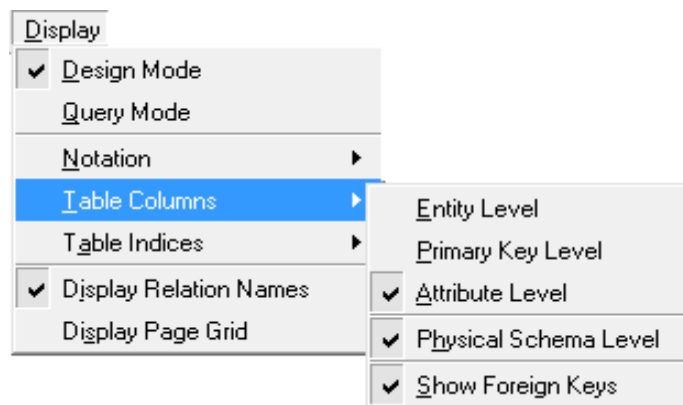 Display
Design Mode
Query Mode
Notation
Table Columns
Table Indices
Display Relation Names
Display Page Grid
Entity Level
Primary Key Level
Attribute Level
Physical Schema Level
Show Foreign Keys